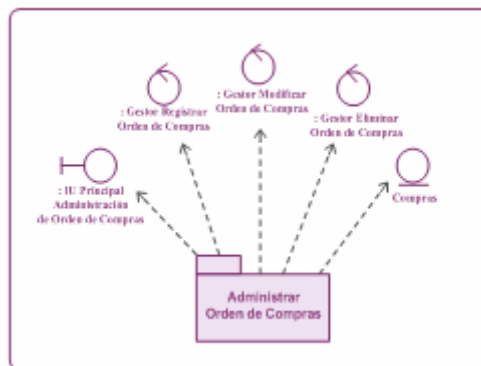 : Gestor Modificar
Orden de Compras
: Gestor Registrar
Orden de Compras
: Gestor Eliminar
Orden de Compras
: IU Principal
Administración
de Orden de Compras
Compras
Administrar
Orden de Compras